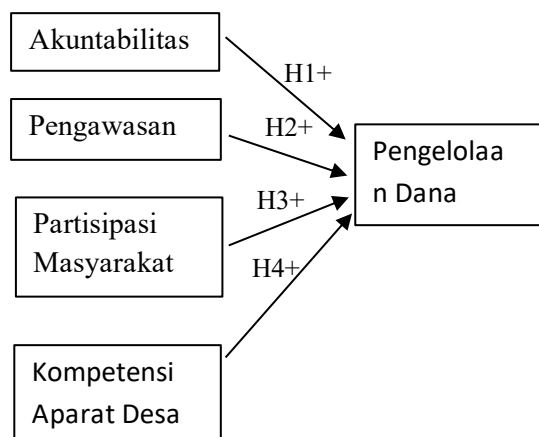 Akuntabilitas
H1+
Pengawasan
H2+
Pengelolaa
n Dana
Partisipasi
Masyarakat
H3+
H4+
Kompetensi
Aparat Desa